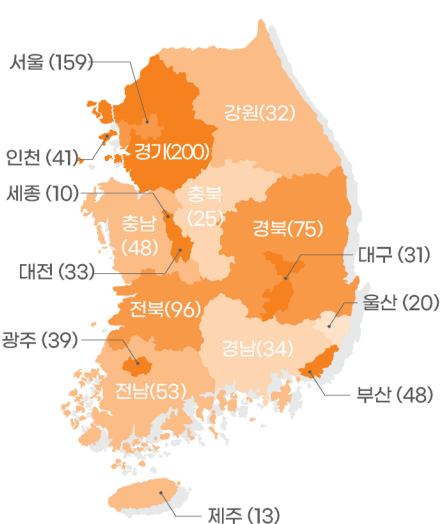 서울 (159)
강원(32)
경기(200)
인천 (41)
세종 (10)
충북
(25)
충남
(48)
경북(75)
대구 (31)
대전 (33)
울산 (20)
전북(96)
광주 (39)
경남(34)
전남(53)
부산 (48)
제주 (13)